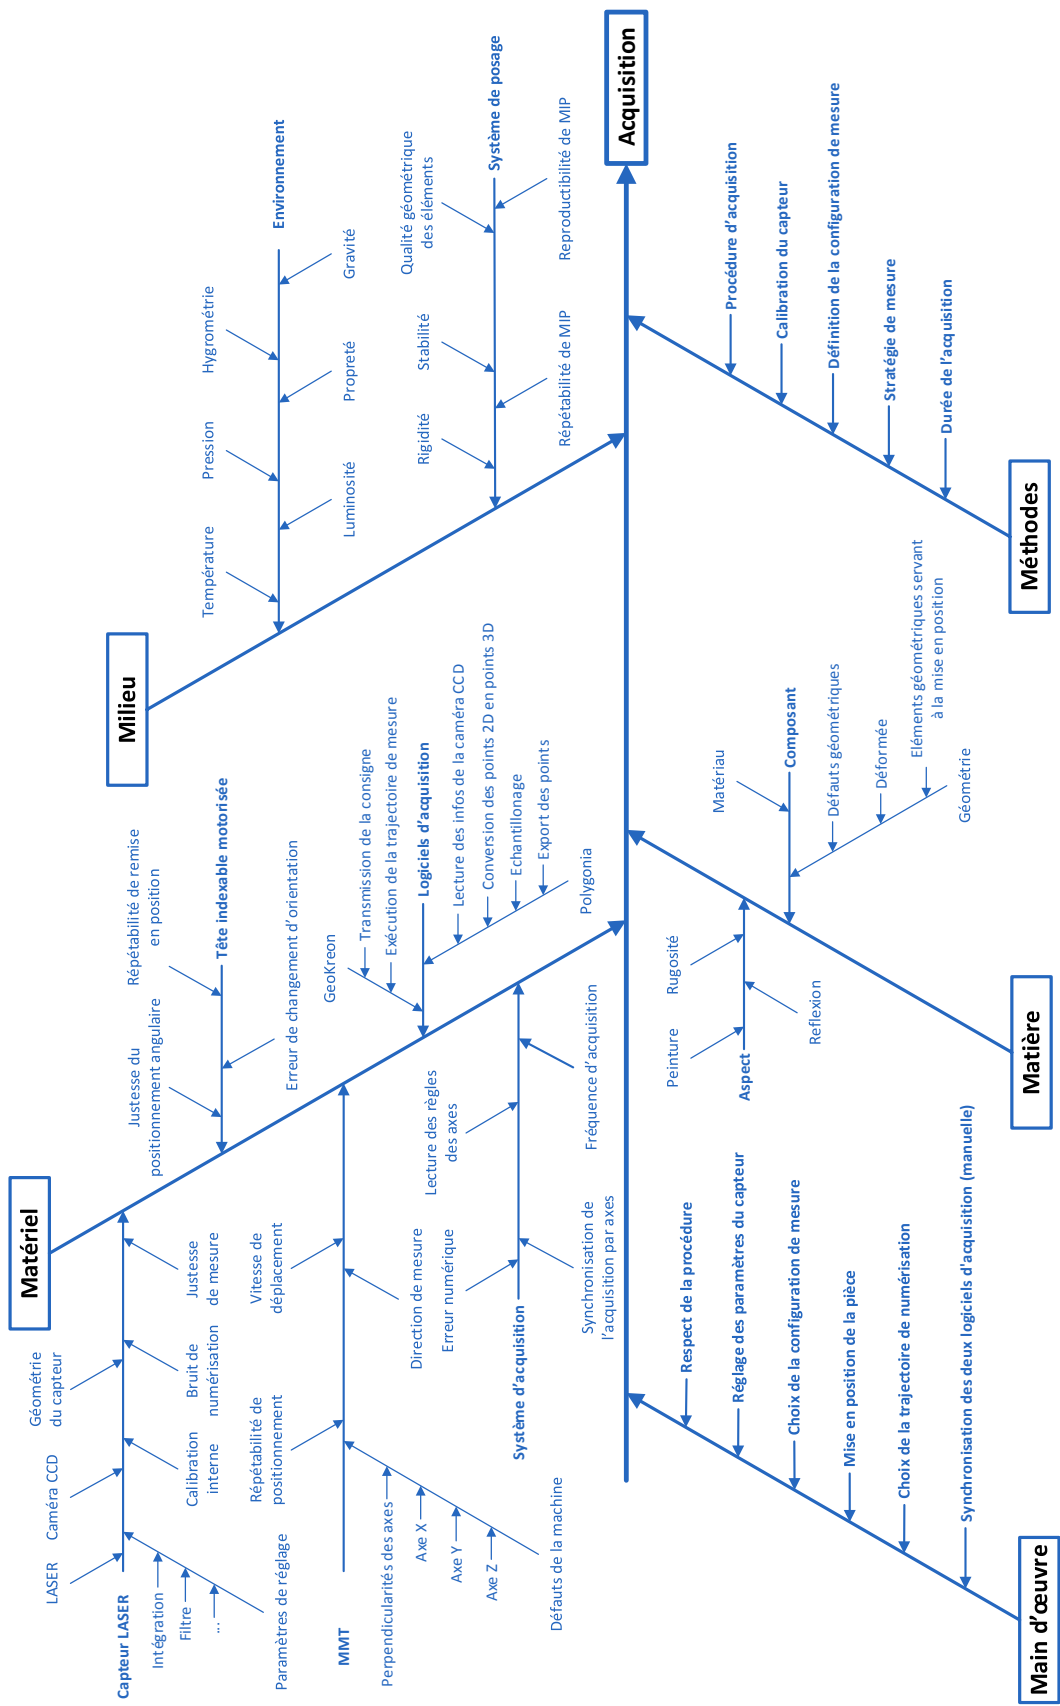 Matériel
Capteur LASER
LASER
Caméra CCD
Géométrie
du capteur
Paramètres de réglage
Intégration
Filtre
...
Calibration
interne
Bruit de
numérisation
Justesse
de mesure
Tête indexable motorisée
Justesse du
positionnement angulaire
Répétabilité de remise
en position
Erreur de changement d'orientation
MMT
Répétabilité de
positionnement
Vitesse de
déplacement
Direction de mesure
Défauts de la machine
Perpendicularités des axes
Axe X
Axe Y
Axe Z
Logiciels d'acquisition
GeoKreon
Transmission de la consigne
Exécution de la trajectoire de mesure
Polygonia
Lecture des infos de la caméra CCD
Conversion des points 2D en points 3D
Echantillonage
Export des points
Système d'acquisition
Erreur numérique
Lecture des règles
des axes
Synchronisation de
l'acquisition par axes
Fréquence d'acquisition
Milieu
Environnement
Température
Pression
Hygrométrie
Luminosité
Propreté
Gravité
Système de posage
Rigidité
Stabilité
Qualité géométrique
des éléments
Répétabilité de MIP
Reproductibilité de MIP
Acquisition
Main d'œuvre
Respect de la procédure
Réglage des paramètres du capteur
Choix de la configuration de mesure
Mise en position de la pièce
Choix de la trajectoire de numérisation
Synchronisation des deux logiciels d'acquisition (manuelle)
Matière
Aspect
Peinture
Rugosité
Reflexion
Composant
Matériau
Défauts géométriques
Déformée
Eléments géométriques servant
à la mise en position
Géométrie
Méthodes
Procédure d'acquisition
Calibration du capteur
Définition de la configuration de mesure
Stratégie de mesure
Durée de l'acquisition